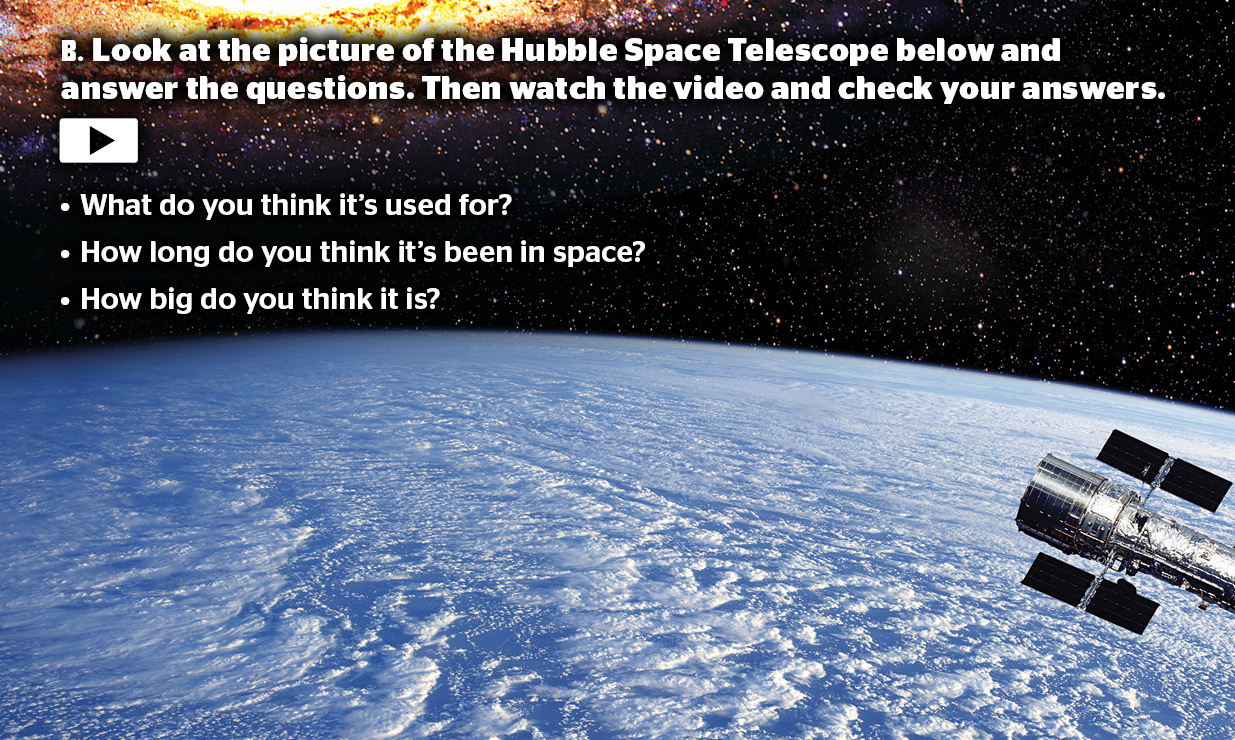 B. Look at the picture of the Hubble Space Telescope below and
answer the questions. Then watch the video and check your answers.
• What do you think it’s used for?
• How long do you think it’s been in space?
• How big do you think it is?